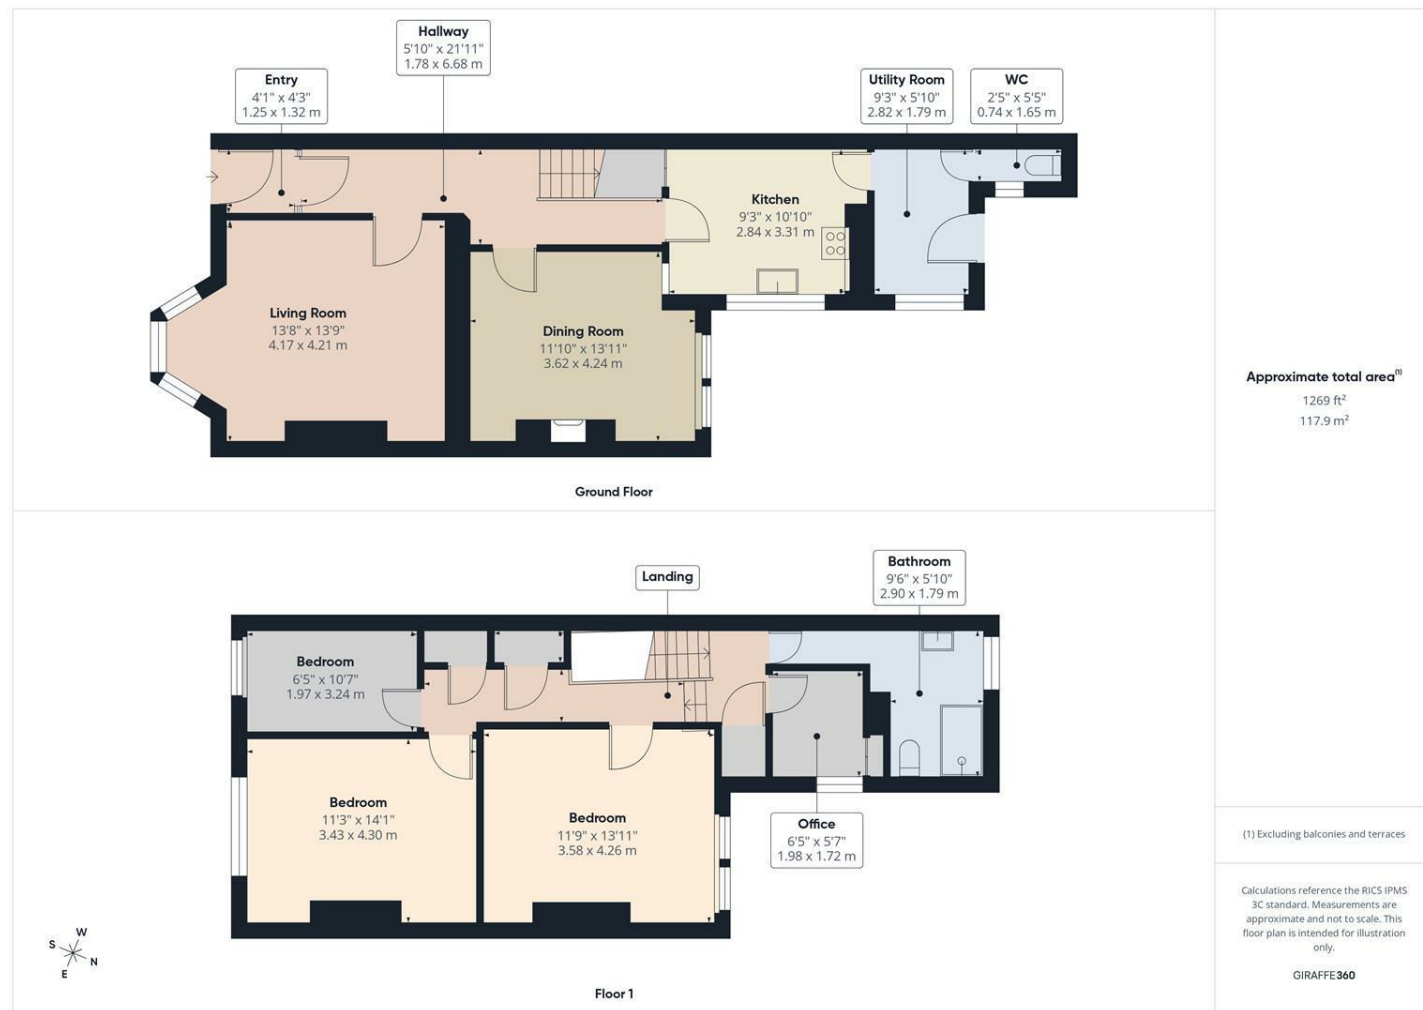 Hallway
5'10" x 21'11"
1.78 x 6.68 m
Entry
4'1" x 4'3"
1.25 x 1.32 m
Utility Room
9'3" x 5'10"
2.82 x 1.79 m
WC
2'5" x 5'5"
0.74 x 1.65 m
Kitchen
9'3" x 10'10"
2.84 x 3.31 m
Living Room
13'8" x 13'9"
4.17 x 4.21 m
Dining Room
11'10" x 13'11"
3.62 x 4.24 m
Ground Floor
Landing
Bathroom
9'6" x 5'10"
2.90 x 1.79 m
Bedroom
6'5" x 10'7"
1.97 x 3.24 m
Bedroom
11'3" x 14'1"
3.43 x 4.30 m
Bedroom
11'9" x 13'11"
3.58 x 4.26 m
Office
6'5" x 5'7"
1.98 x 1.72 m
W
S
N
E
Floor 1
Approximate total area(1)
1269 ft²
117.9 m²
(1) Excluding balconies and terraces
Calculations reference the RICS IPMS
3C standard. Measurements are
approximate and not to scale. This
floor plan is intended for illustration
only.
GIRAFFE360